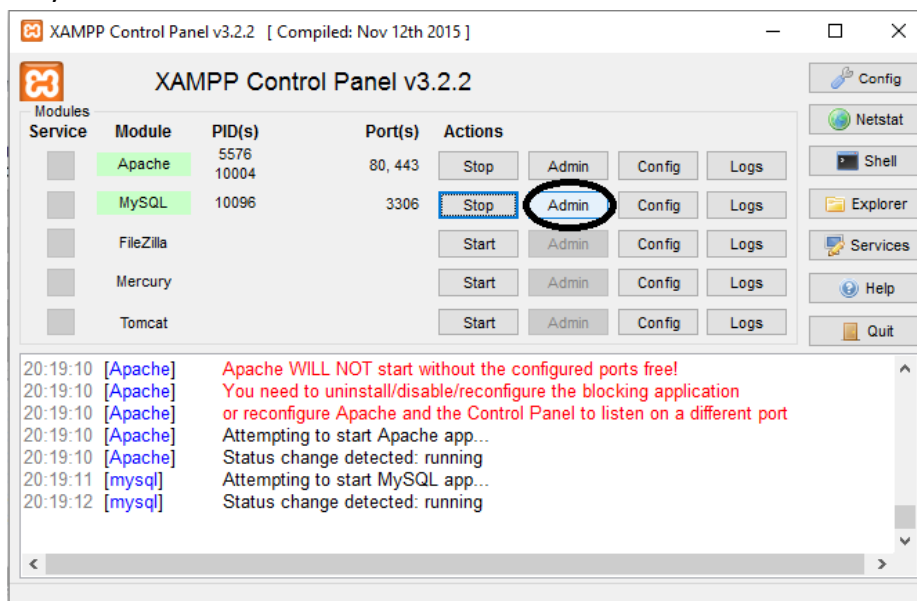 XAMPP Control Panel v3.2.2 [ Compiled: Nov 12th 2015 ]
XAMPP Control Panel v3.2.2
Config
Modules
Netstat
Service Module PID(s) Port(s) Actions
Apache 5576 10004 80, 443 Stop Admin Config Logs
Shell
MySQL 10096 3306 Stop Admin Config Logs
Explorer
FileZilla Start Admin Config Logs
Services
Mercury Start Admin Config Logs
Help
Tomcat Start Admin Config Logs
Quit
20:19:10 [Apache] Apache WILL NOT start without the configured ports free!
20:19:10 [Apache] You need to uninstall/disable/reconfigure the blocking application
20:19:10 [Apache] or reconfigure Apache and the Control Panel to listen on a different port
20:19:10 [Apache] Attempting to start Apache app...
20:19:10 [Apache] Status change detected: running
20:19:11 [mysql] Attempting to start MySQL app...
20:19:12 [mysql] Status change detected: running